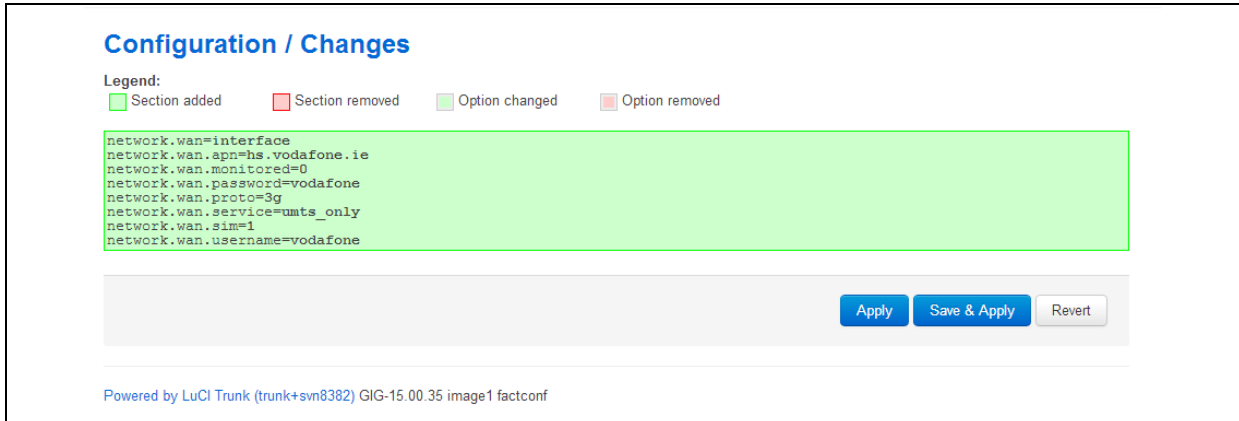 Configuration / Changes
Legend:
Section added Section removed Option changed Option removed
network.wan=interface
network.wan.apn=hs.vodafone.ie
network.wan.monitored=0
network.wan.password=vodafone
network.wan.proto=3g
network.wan.service=umts_only
network.wan.sim=1
network.wan.username=vodafone
Apply Save & Apply Revert
Powered by LuCI Trunk (trunk+svn8382) GIG-15.00.35 image1 factconf